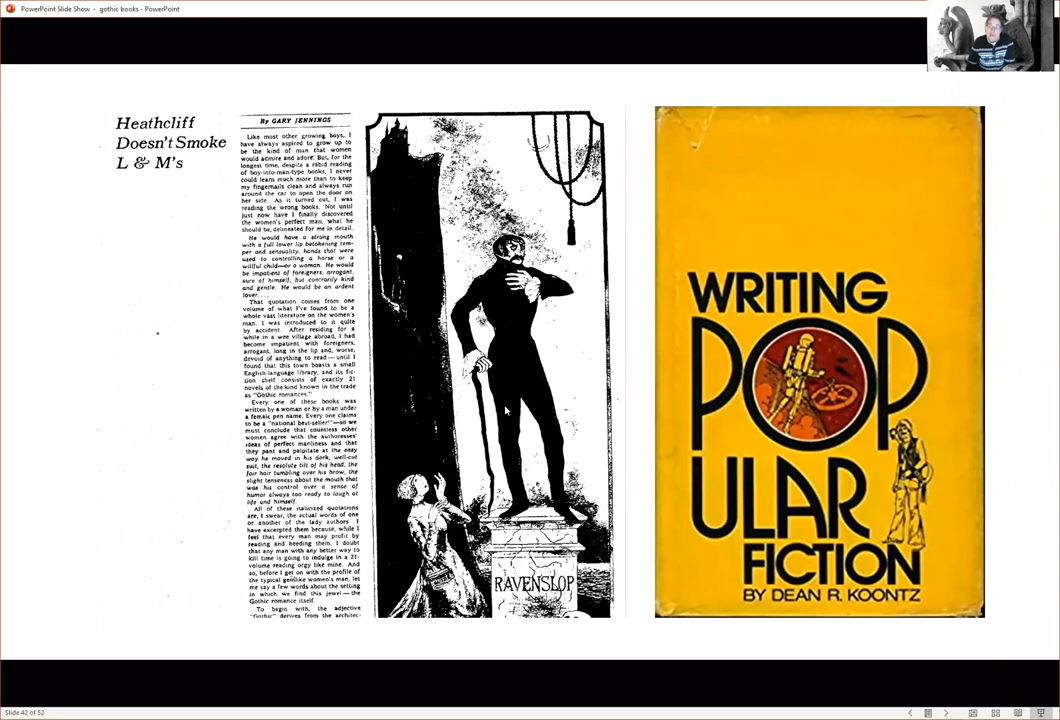 PowerPoint Slide Show - gothic books - PowerPoint
Heathcliff
Doesn't Smoke
L & M's
By GARY JENNINGS
Like most other growing boys, I
have always aspired to grow up to
be the kind of man that women
would admire and adore. But, for the
longest time, despite a rabid reading
of boy-into-man-type books, I never
could learn much more than to keep
my fingernails clean and always run
around the car to open the door on
her side. As it turned out, I was
reading the wrong books. Not until
just now have I finally discovered
the women's perfect man, what he
should be, delineated for me in detail.
He would have a strong mouth
with a full lower lip betokening tem-
per and sensuality, hands that were
used to controlling a horse or a
willful child—or a woman. He would
be impatient of foreigners, arrogant,
sure of himself, but contrarily kind
and gentle. He would be an ardent
lover....
That quotation comes from one
volume of what I've found to be a
whole vast literature on the women's
man. I was introduced to it quite
by accident. After residing for a
while in a wee village abroad, I had
become impatient with foreigners,
arrogant, long in the lip and, worse,
devoid of anything to read—until I
found that this town boasts a small
English-language library, and its fic-
tion shelf consists of exactly 21
novels of the kind known in the trade
as "Gothic romances."
Every one of these books was
written by a woman or by a man under
a female pen name. Every one claims
to be a "national best-seller"—so we
must conclude that countless other
women agree with the authoresses'
ideas of perfect manliness and that
they pant and palpitate at the easy
way he moved in his dark, well-cut
suit, the resolute tilt of his head, the
fair hair tumbling over his brow, the
slight tenseness about the mouth that
was his control over a sense of
humor always too ready to laugh at
life and himself.
All of these italicized quotations
are, I swear, the actual words of one
or another of the lady authors. I
have excerpted them because, while I
feel that every man may profit by
reading and heeding them, I doubt
that any man with any better way to
kill time is going to indulge in a 21-
volume reading orgy like mine. And
so, before I get on with the profile of
the typical women's man, let
me say a few words about the setting
in which we find this jewel—the
Gothic romance itself.
To begin with, the adjective
"Gothic" derives from the architec-
RAVENSLOP
WRITING
POP
ULAR
FICTION
BY DEAN R. KOONTZ
Slide 42 of 52